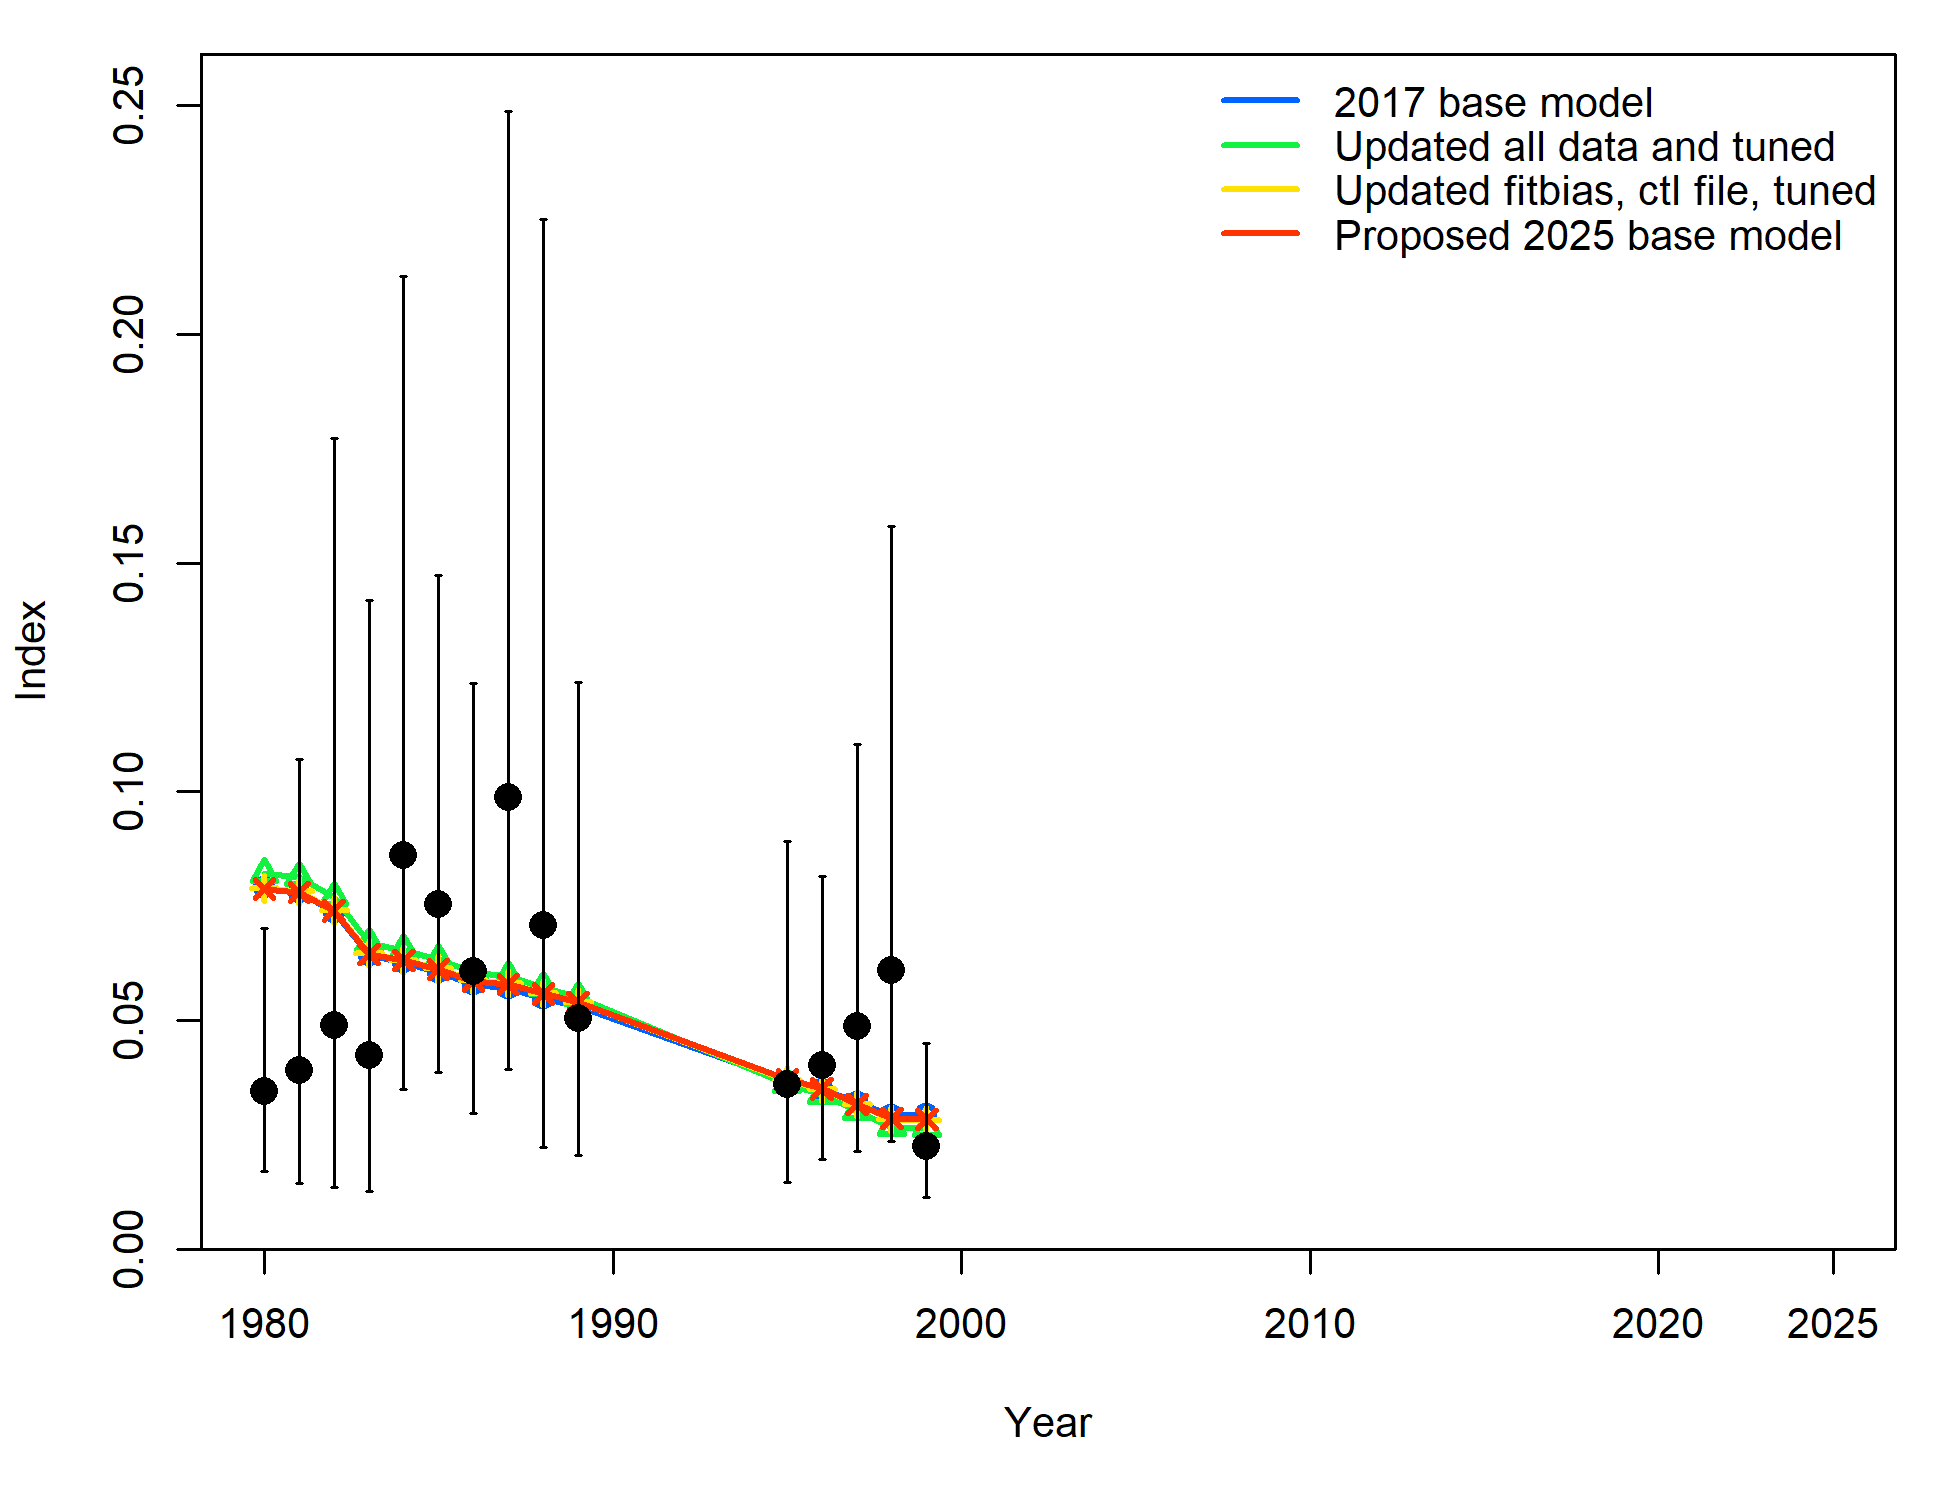 2017 base model
Updated all data and tuned
Updated fitbias, ctl file, tuned
Proposed 2025 base model
0.25
0.20
0.15
0.10
0.05
0.00
Index
1980 1990 2000 2010 2020 2025
Year